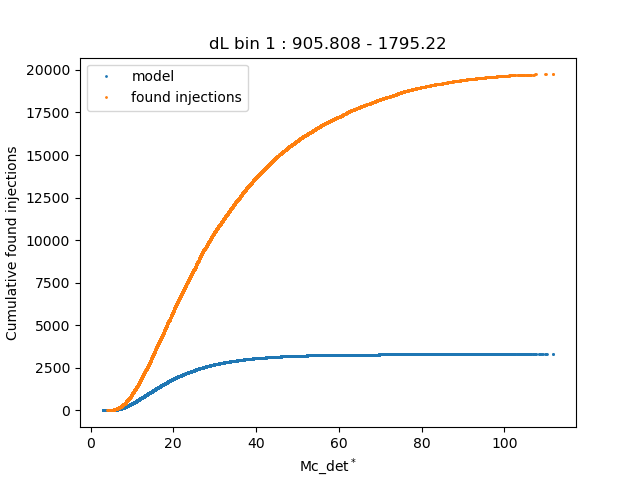 dL bin 1 : 905.808 - 1795.22
model
found injections
Cumulative found injections
20000
17500
15000
12500
10000
7500
5000
2500
0
0 20 40 60 80 100
Mc_det*